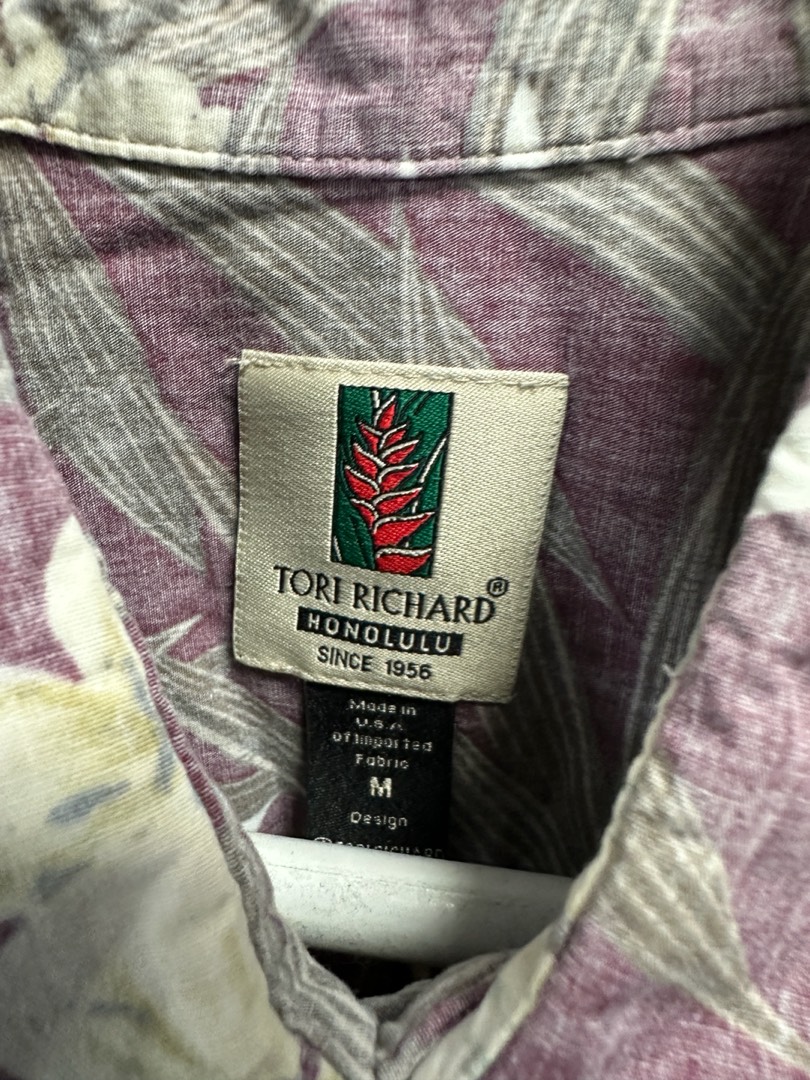 TORI RICHARD®
HONOLULU
SINCE 1956
Made in
U.S.A.
Of Imported
Fabric
M
Design